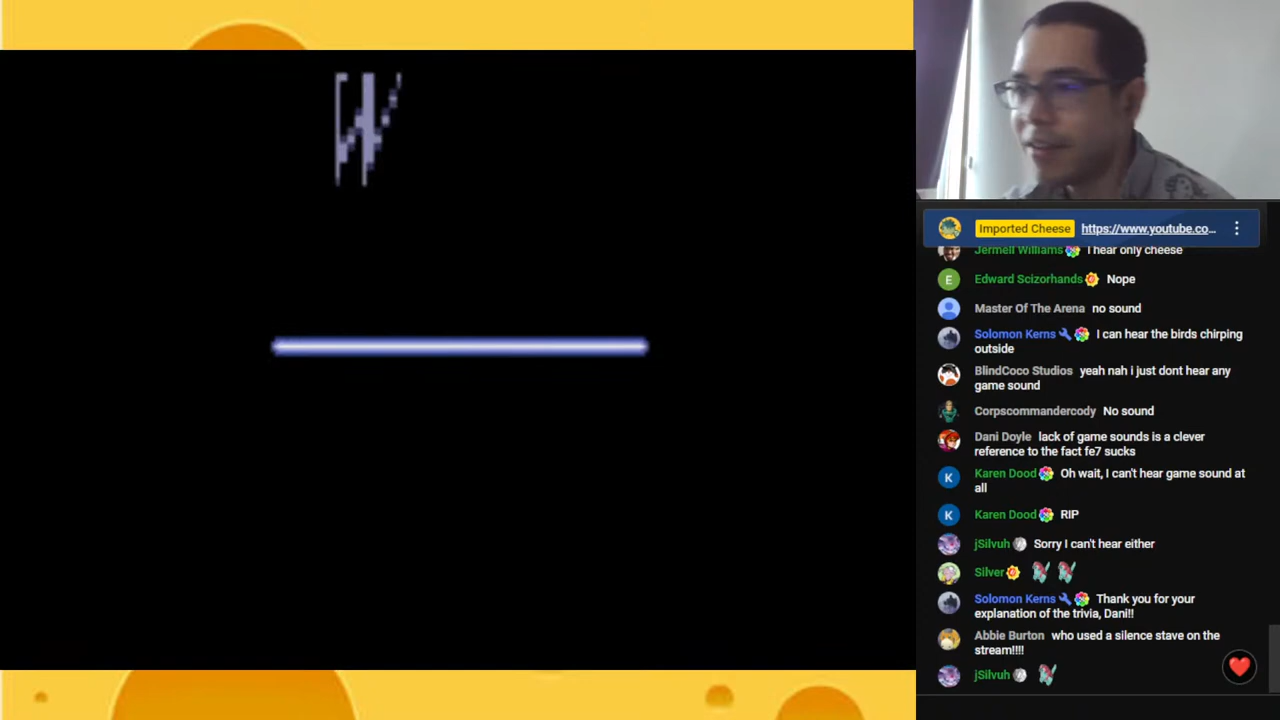 W
Imported Cheese https://www.youtube.co...
Jermell Williams I hear only cheese
Edward Scizorhands Nope
Master Of The Arena no sound
Solomon Kerns I can hear the birds chirping
outside
BlindCoco Studios yeah nah i just dont hear any
game sound
Corpscommandercody No sound
Dani Doyle lack of game sounds is a clever
reference to the fact fe7 sucks
K Karen Dood Oh wait, I can't hear game sound at
all
K Karen Dood RIP
jSilvuh Sorry I can't hear either
Silver
Solomon Kerns Thank you for your
explanation of the trivia, Dani!!
Abbie Burton who used a silence stave on the
stream!!!!
jSilvuh